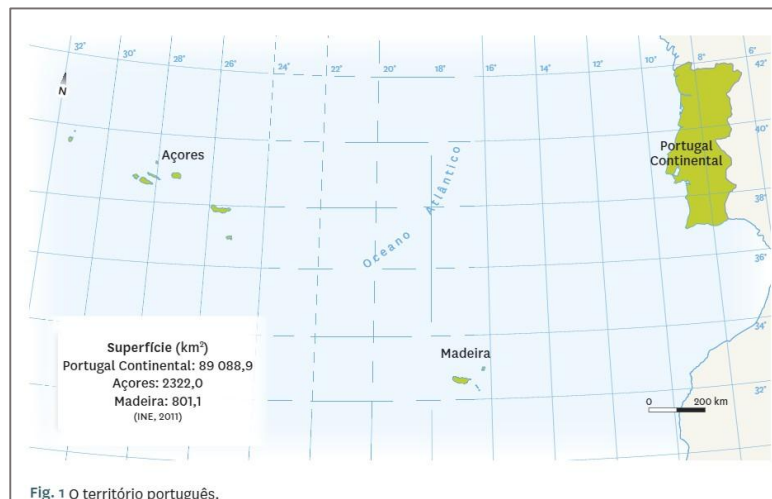 32° 30° 28° 26° 24° 22° 20° 18° 16° 14° 12° 10° 8° 42°
N
Açores
40°
Portugal
Continental
Oceano Atlântico
38°
36°
34°
Superfície (km²)
Portugal Continental: 89 088,9
Açores: 2322,0
Madeira: 801,1
(INE, 2011)
Madeira
32°
0 200 km
Fig. 1 O território português.